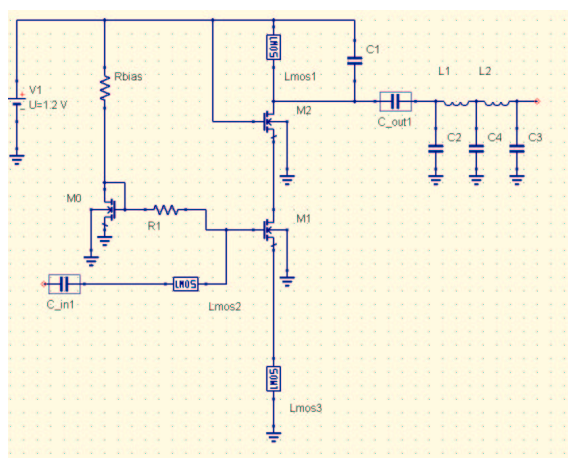 LMOS
Lmos1
C1
Rbias
V1
U=1.2 V
M2
C_out1
L1
L2
C2
C4
C3
M0
R1
M1
LMOS
Lmos2
C_in1
LMOS
Lmos3